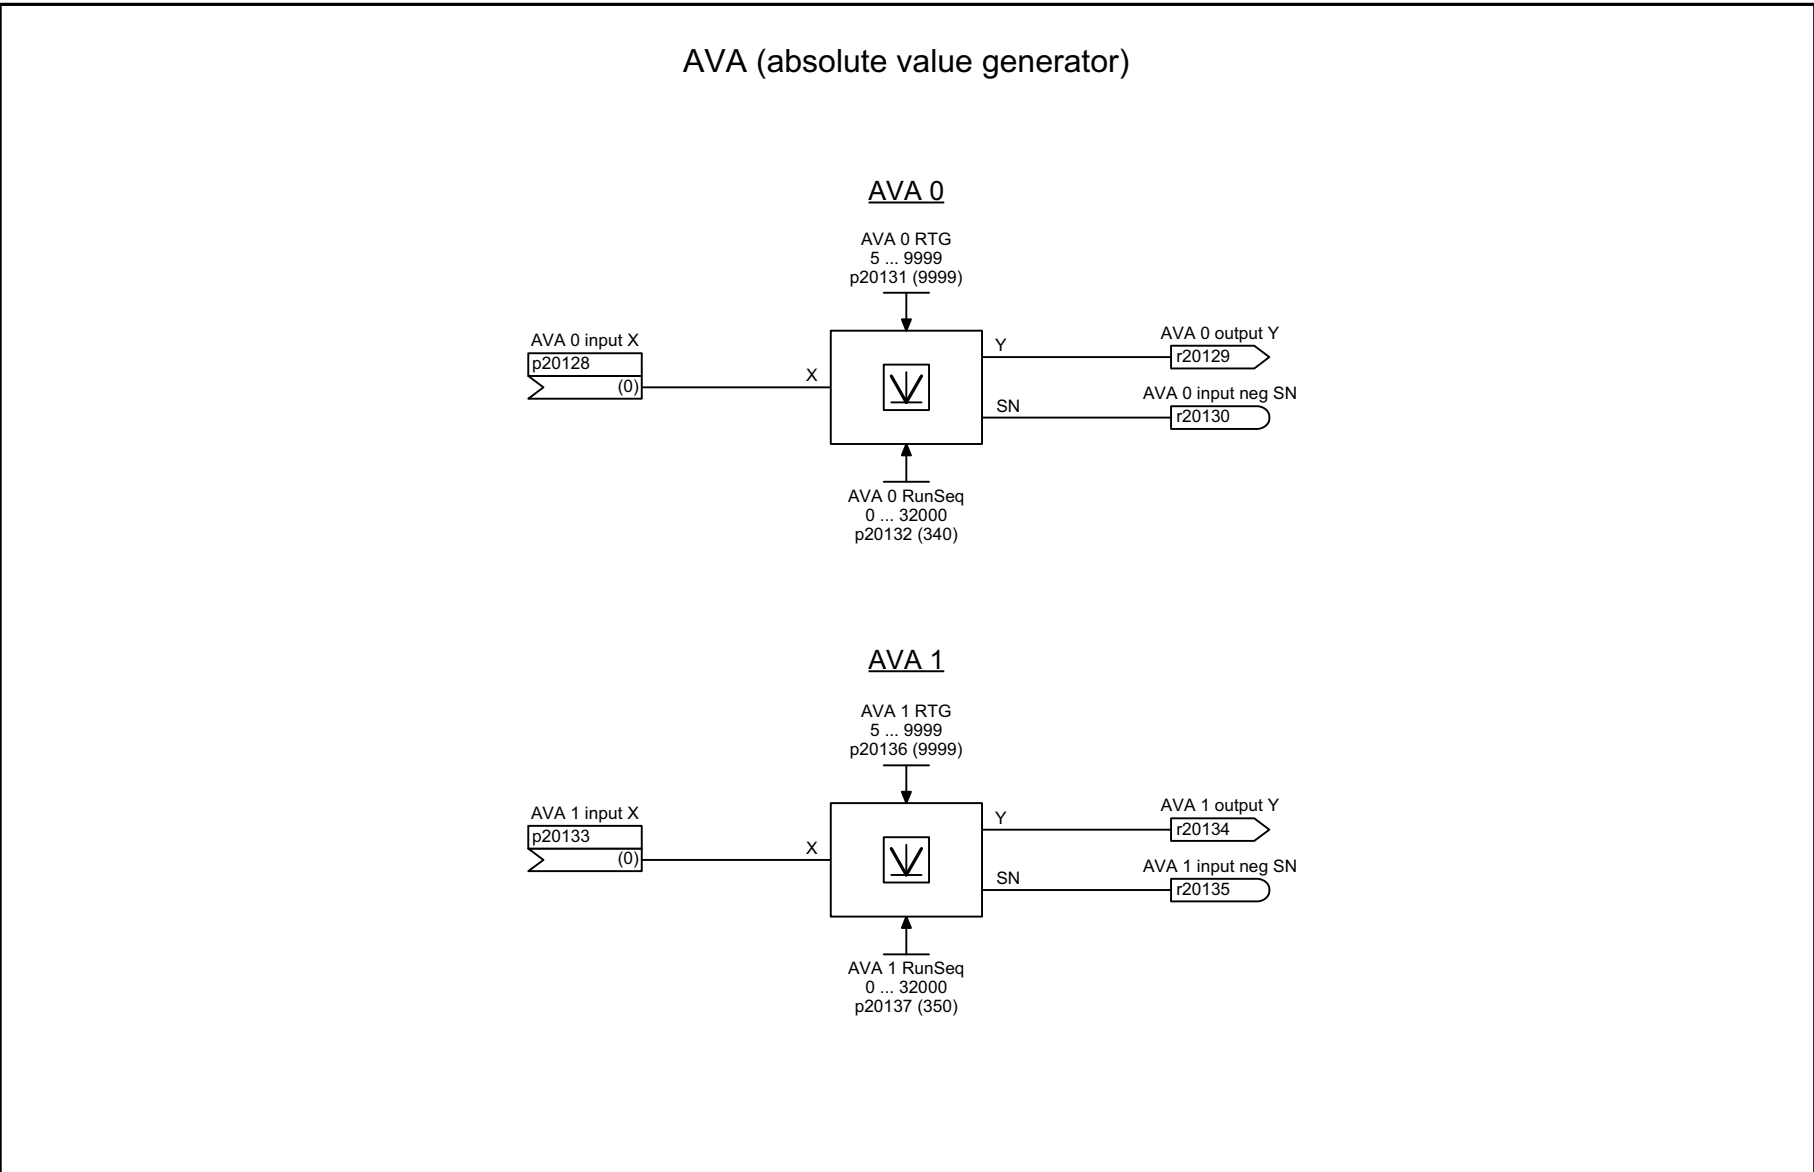 AVA (absolute value generator)
AVA 0
AVA 0 RTG
5 ... 9999
p20131 (9999)
AVA 0 input X
p20128
(0)
X
Y
SN
AVA 0 output Y
r20129
AVA 0 input neg SN
r20130
AVA 0 RunSeq
0 ... 32000
p20132 (340)
AVA 1
AVA 1 RTG
5 ... 9999
p20136 (9999)
AVA 1 input X
p20133
(0)
X
Y
SN
AVA 1 output Y
r20134
AVA 1 input neg SN
r20135
AVA 1 RunSeq
0 ... 32000
p20137 (350)